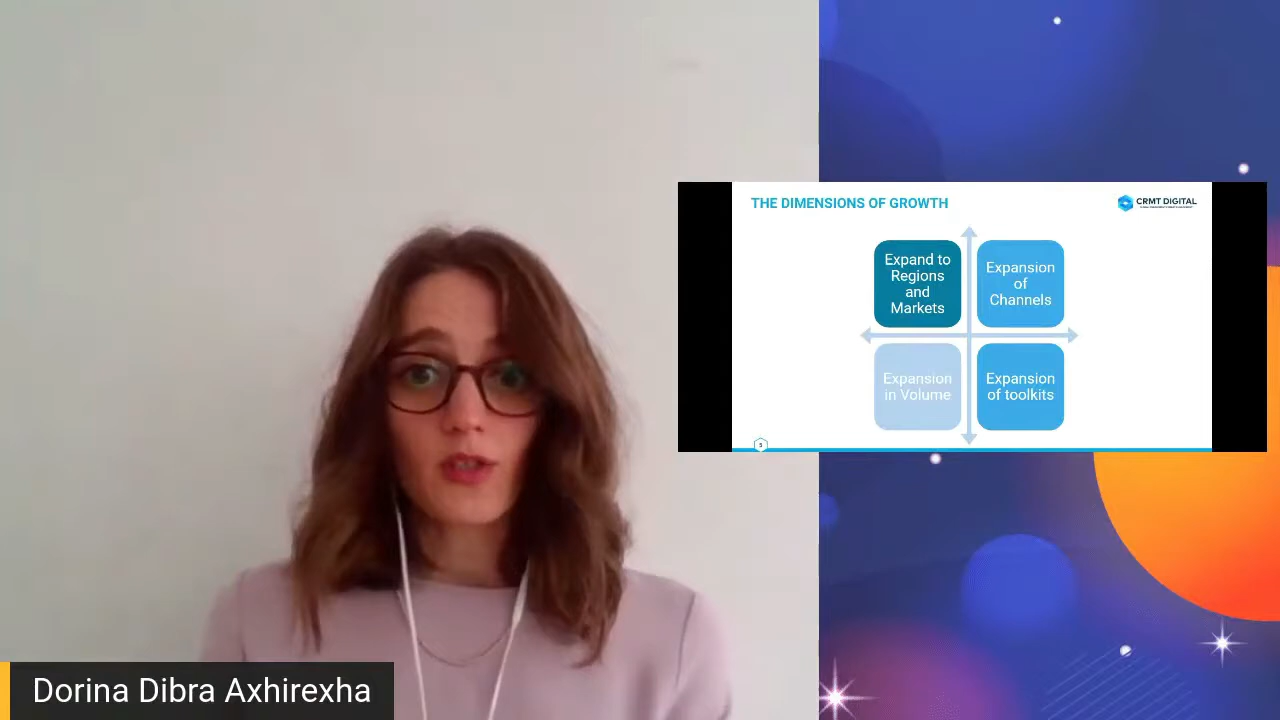 THE DIMENSIONS OF GROWTH
CRMT DIGITAL
Expand to
Regions
and
Markets
Expansion
of
Channels
Expansion
in Volume
Expansion
of toolkits
Dorina Dibra Axhirexha